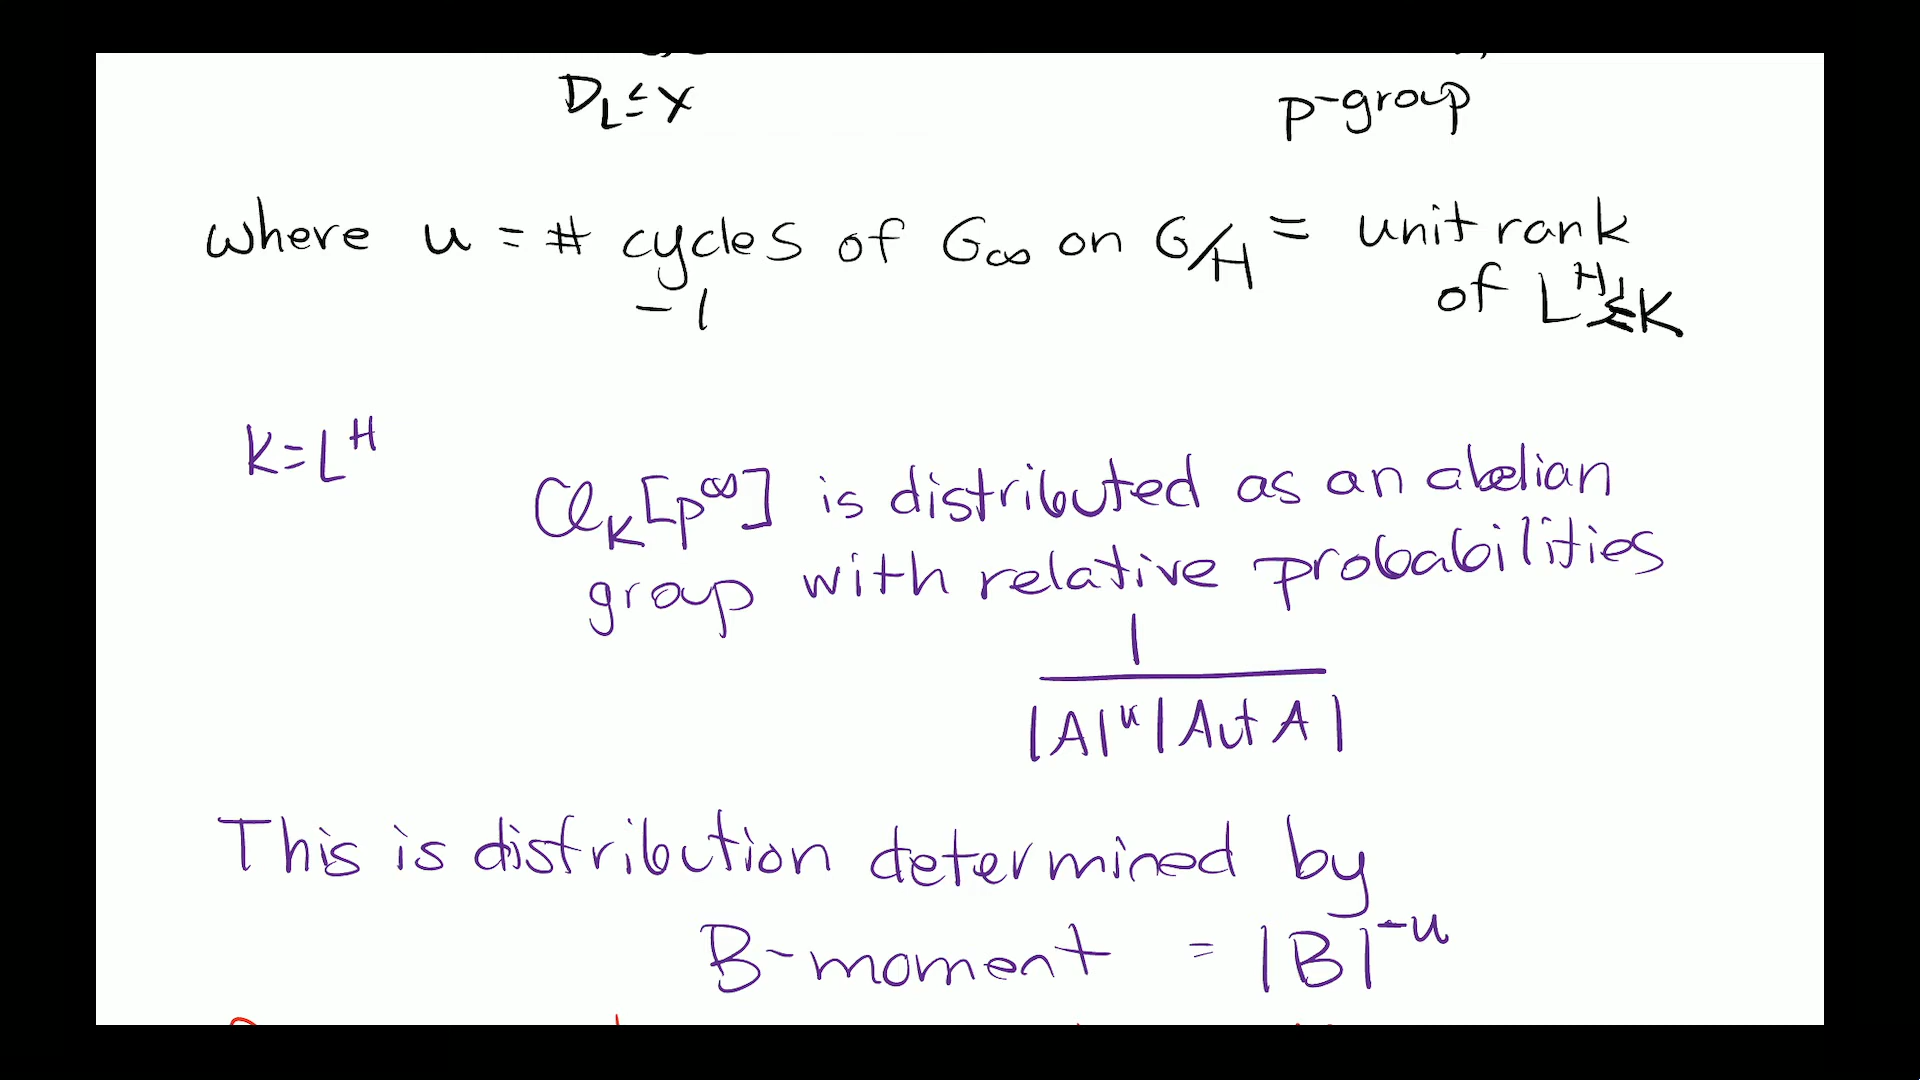 D_L ≤ X
p-group
where u = # cycles of G_∞ on G/H = unit rank
- 1 of L^H = K
K = L^H
Cl_K[p^∞] is distributed as an abelian
group with relative probabilities
1
|A|^u |Aut A|
This is distribution determined by
B-moment = |B|^{-u}